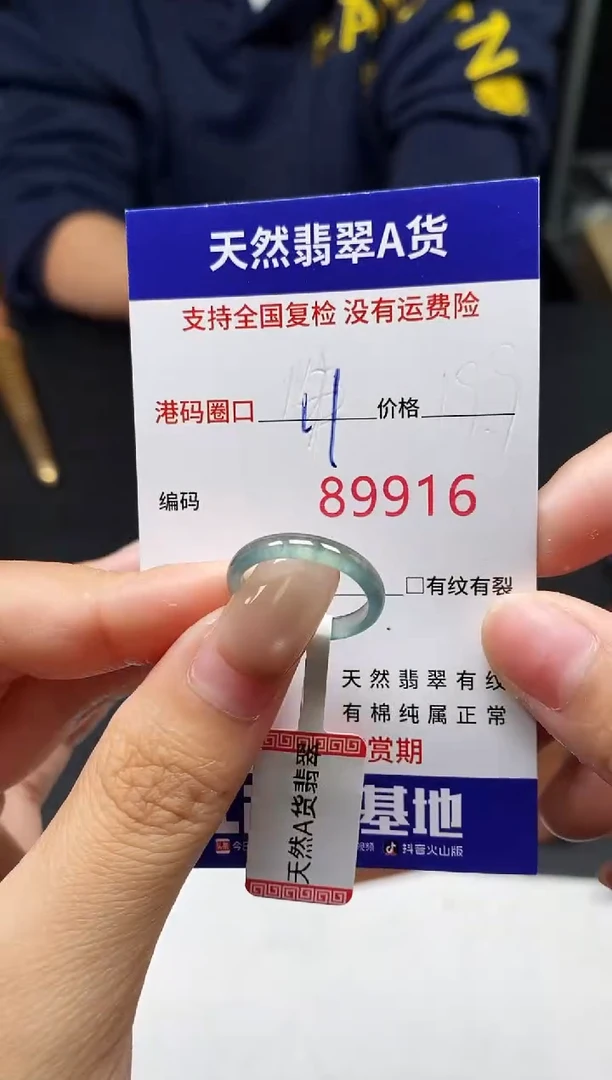 天然翡翠A货
支持全国复检 没有运费险
港码圈口 4 价格
编码 89916
□有纹有裂
天然翡翠有纹
有棉纯属正常
赏期
基地
抖音火山版
天然A货翡翠